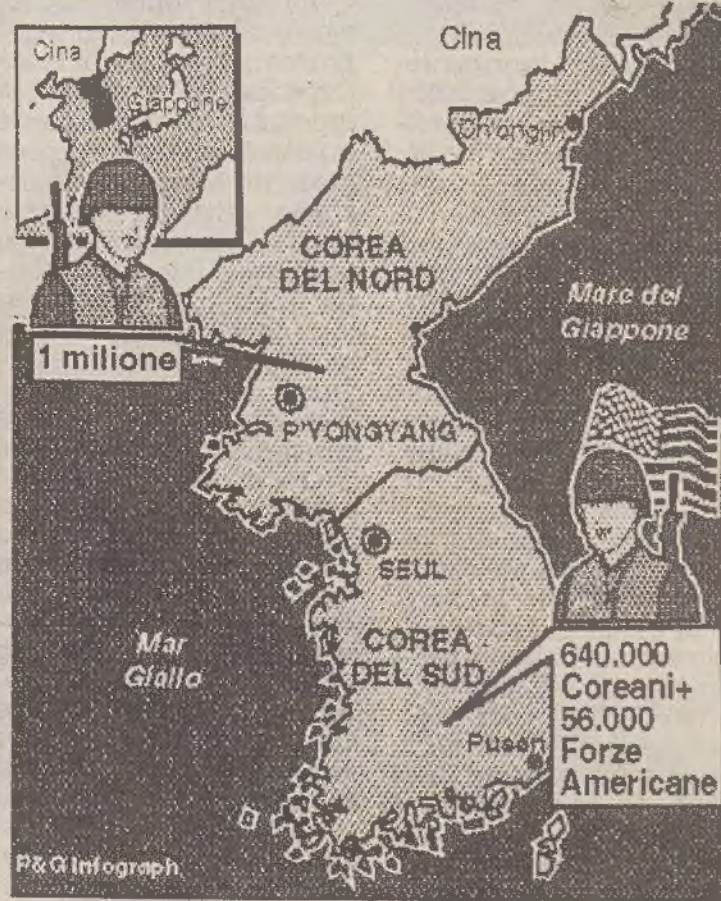 Cina
Giappone
Cina
Ch'ongjin
COREA
DEL NORD
Mare del
Giappone
1 milione
P'YONGYANG
SEUL
Mar
Giallo
COREA
DEL SUD
640.000
Coreani+
56.000
Forze
Americane
Pusan
P&G Infograph